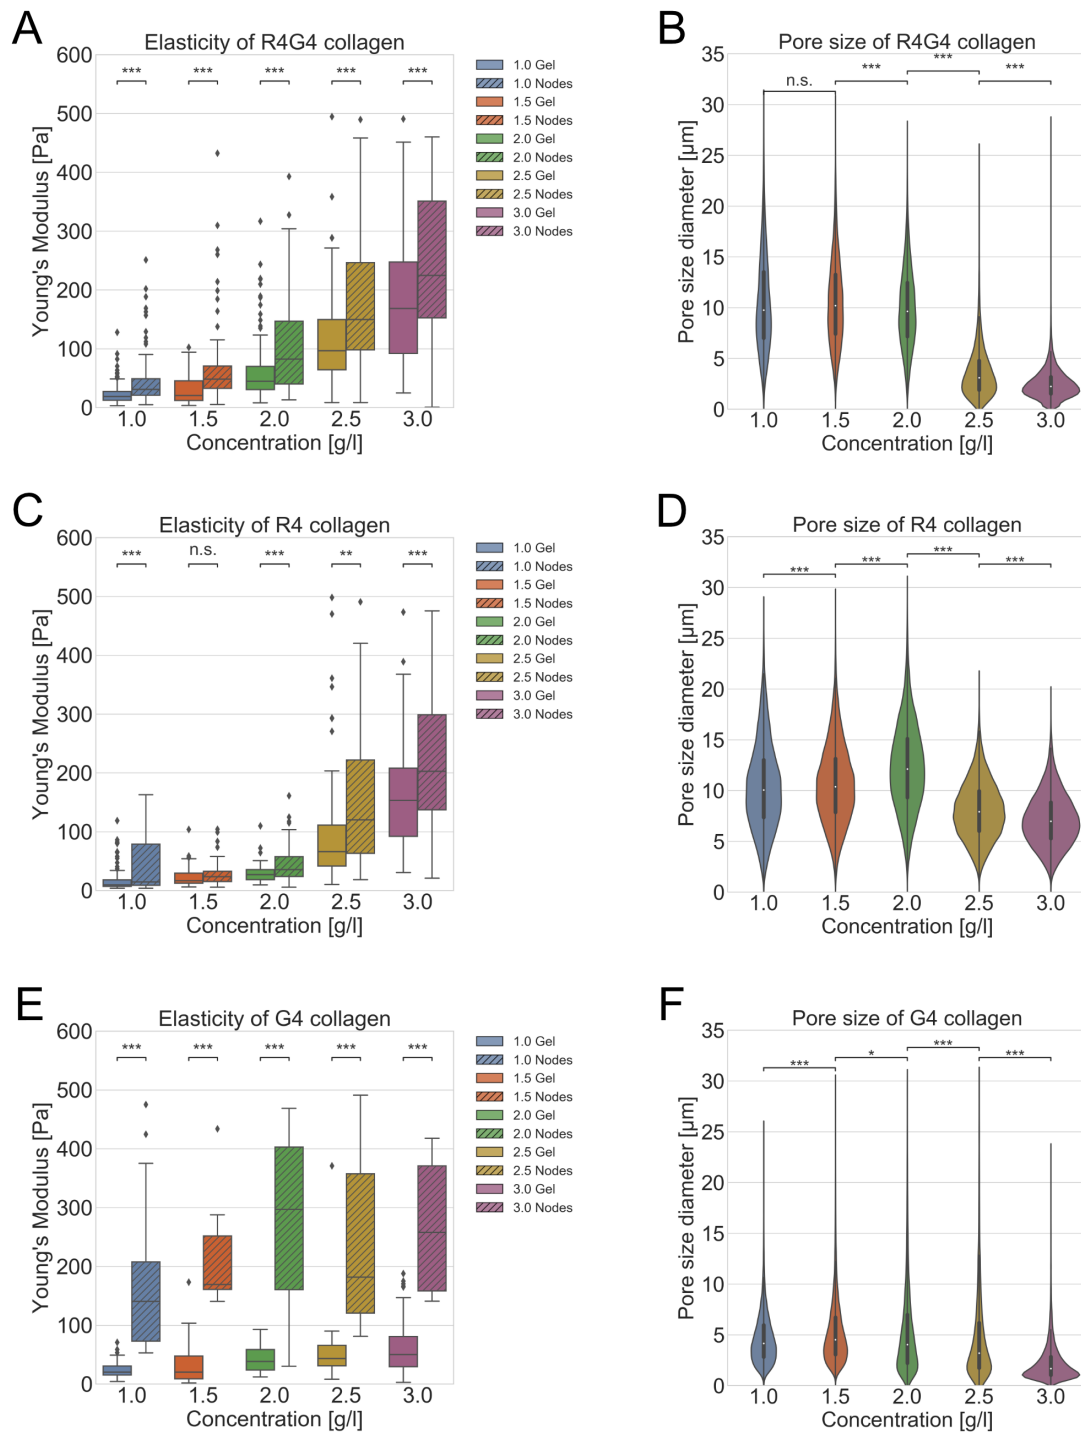 A
Elasticity of R4G4 collagen
600
500
400
300
200
100
0
Young's Modulus [Pa]
***
***
***
***
***
1.0
1.5
2.0
2.5
3.0
Concentration [g/l]
1.0 Gel
1.0 Nodes
1.5 Gel
1.5 Nodes
2.0 Gel
2.0 Nodes
2.5 Gel
2.5 Nodes
3.0 Gel
3.0 Nodes
B
Pore size of R4G4 collagen
35
30
25
20
15
10
5
0
Pore size diameter [µm]
n.s.
***
***
***
1.0
1.5
2.0
2.5
3.0
Concentration [g/l]
C
Elasticity of R4 collagen
600
500
400
300
200
100
0
Young's Modulus [Pa]
***
n.s.
***
**
***
1.0
1.5
2.0
2.5
3.0
Concentration [g/l]
1.0 Gel
1.0 Nodes
1.5 Gel
1.5 Nodes
2.0 Gel
2.0 Nodes
2.5 Gel
2.5 Nodes
3.0 Gel
3.0 Nodes
D
Pore size of R4 collagen
35
30
25
20
15
10
5
0
Pore size diameter [µm]
***
***
***
***
1.0
1.5
2.0
2.5
3.0
Concentration [g/l]
E
Elasticity of G4 collagen
600
500
400
300
200
100
0
Young's Modulus [Pa]
***
***
***
***
***
1.0
1.5
2.0
2.5
3.0
Concentration [g/l]
1.0 Gel
1.0 Nodes
1.5 Gel
1.5 Nodes
2.0 Gel
2.0 Nodes
2.5 Gel
2.5 Nodes
3.0 Gel
3.0 Nodes
F
Pore size of G4 collagen
35
30
25
20
15
10
5
0
Pore size diameter [µm]
***
*
***
***
1.0
1.5
2.0
2.5
3.0
Concentration [g/l]